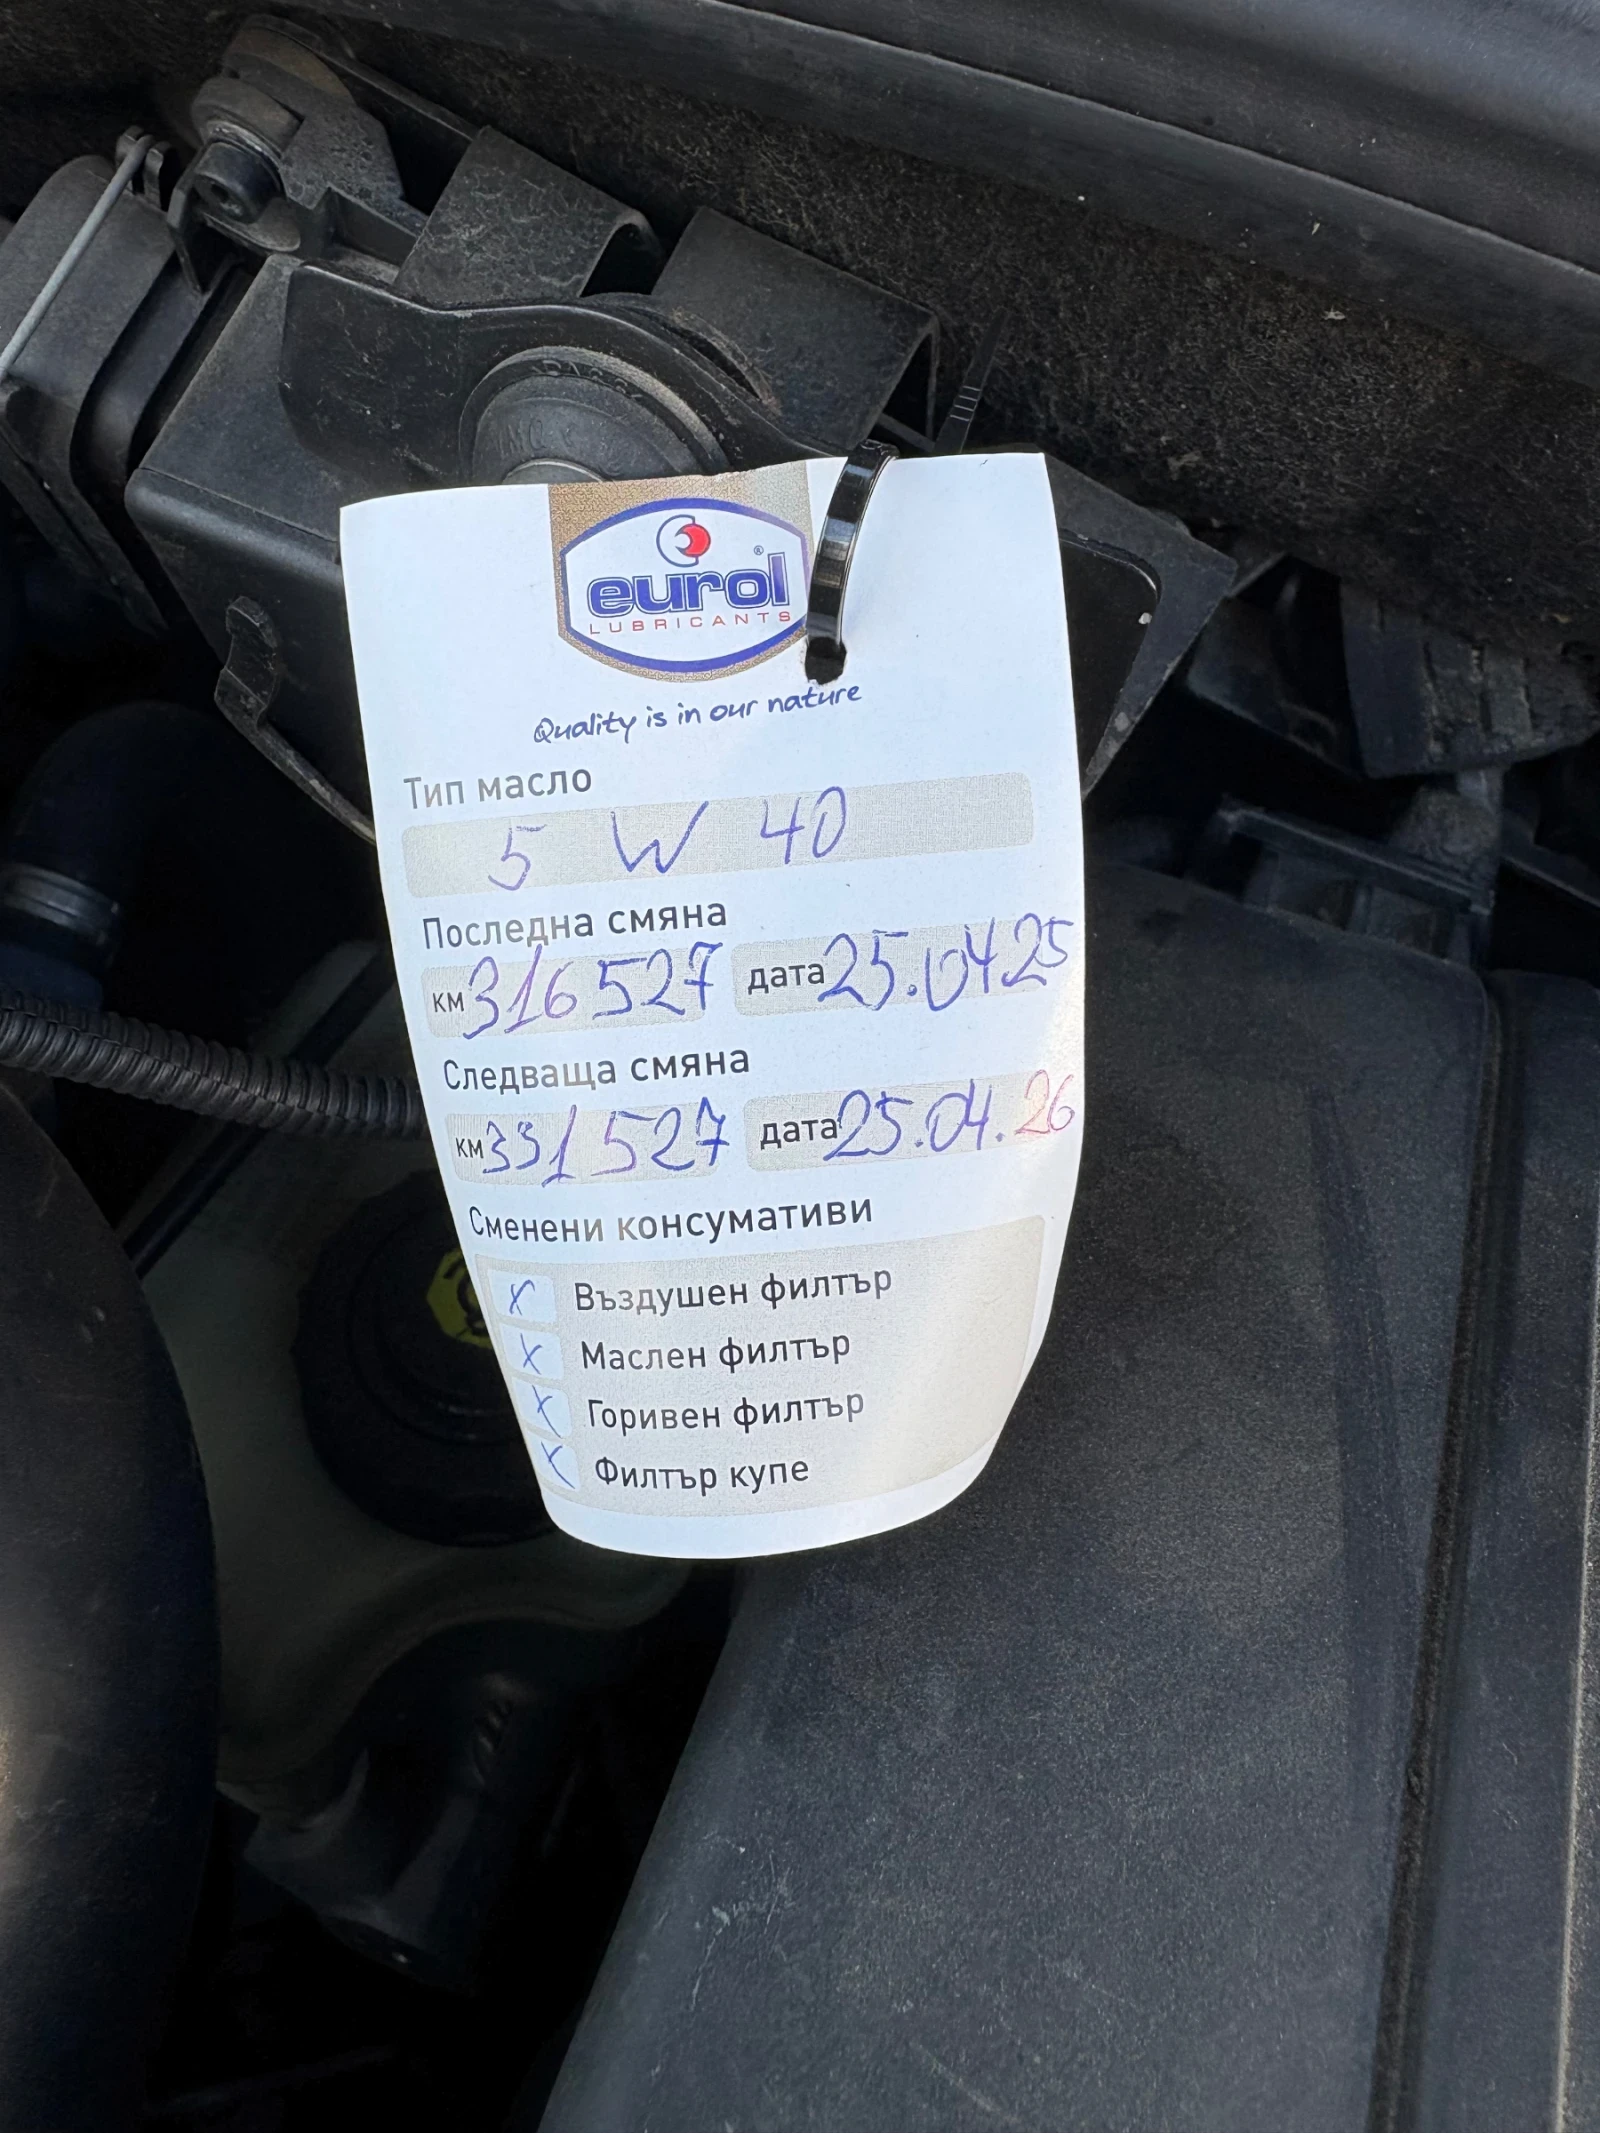 eurol®
LUBRICANTS
Quality is in our nature
Тип масло
5 W 40
Последна смяна
км 316527 дата 25.04.25
Следваща смяна
км 331527 дата 25.04.26
Сменени консумативи
x Въздушен филтър
x Маслен филтър
x Горивен филтър
x Филтър купе